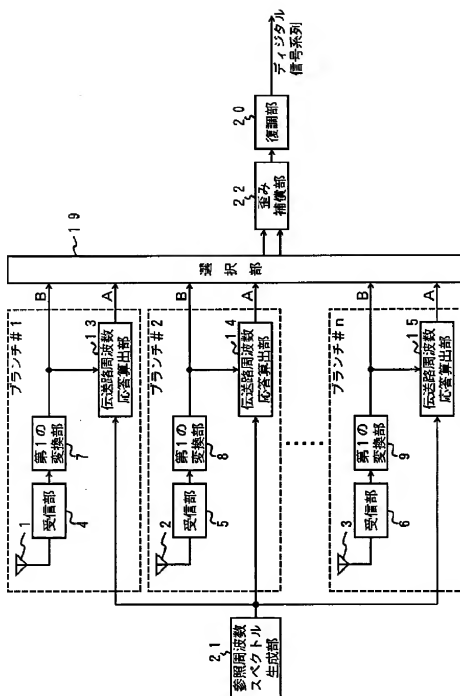 ブランチ#1
1
受信部
4
第1の
変換部
7
B
A
伝送路周波数
応答算出部
13
ブランチ#2
2
受信部
5
第1の
変換部
8
B
A
伝送路周波数
応答算出部
14
ブランチ#n
3
受信部
6
第1の
変換部
9
B
A
伝送路周波数
応答算出部
15
21
参照周波数
スペクトル
生成部
19
選択部
22
歪み
補償部
20
復調部
ディジタル
信号系列